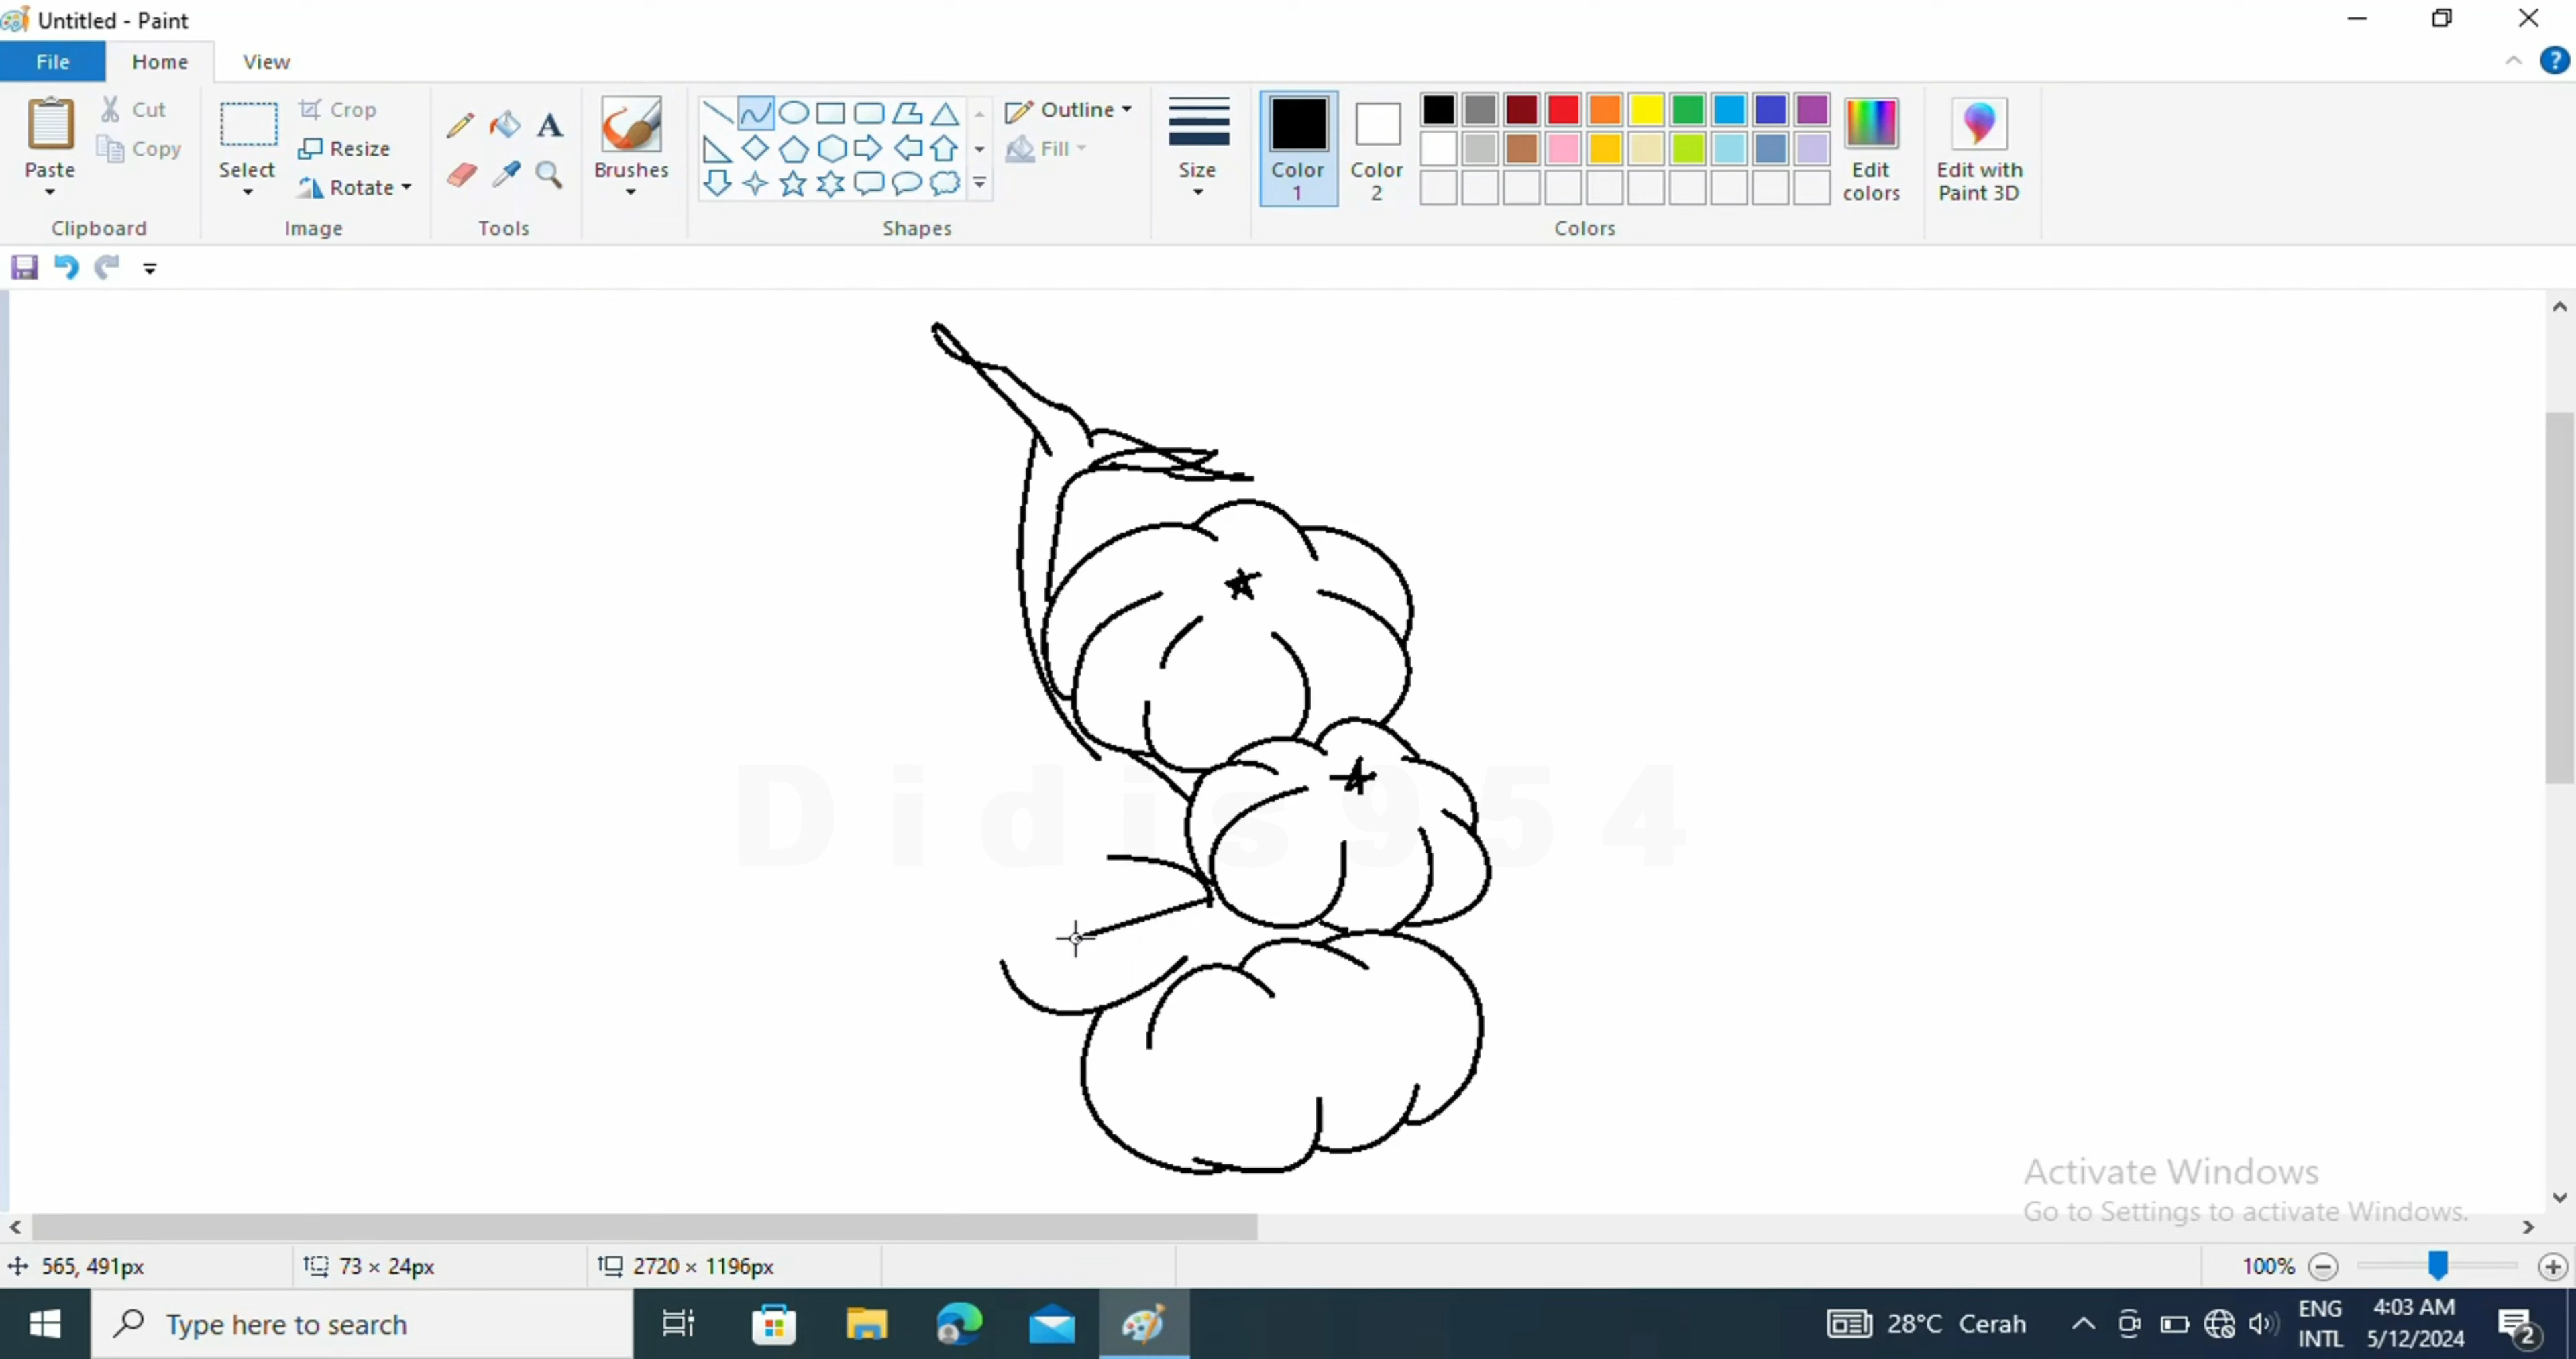 Untitled - Paint
File
Home
View
Paste
Cut
Copy
Clipboard
Select
Crop
Resize
Rotate
Image
A
Tools
Brushes
Shapes
Outline
Fill
Size
Color 1
Color 2
Colors
Edit colors
Edit with Paint 3D
Didis954
Activate Windows
Go to Settings to activate Windows.
565, 491px
73 × 24px
2720 × 1196px
100%
Type here to search
28°C Cerah
ENG
INTL
4:03 AM
5/12/2024
2